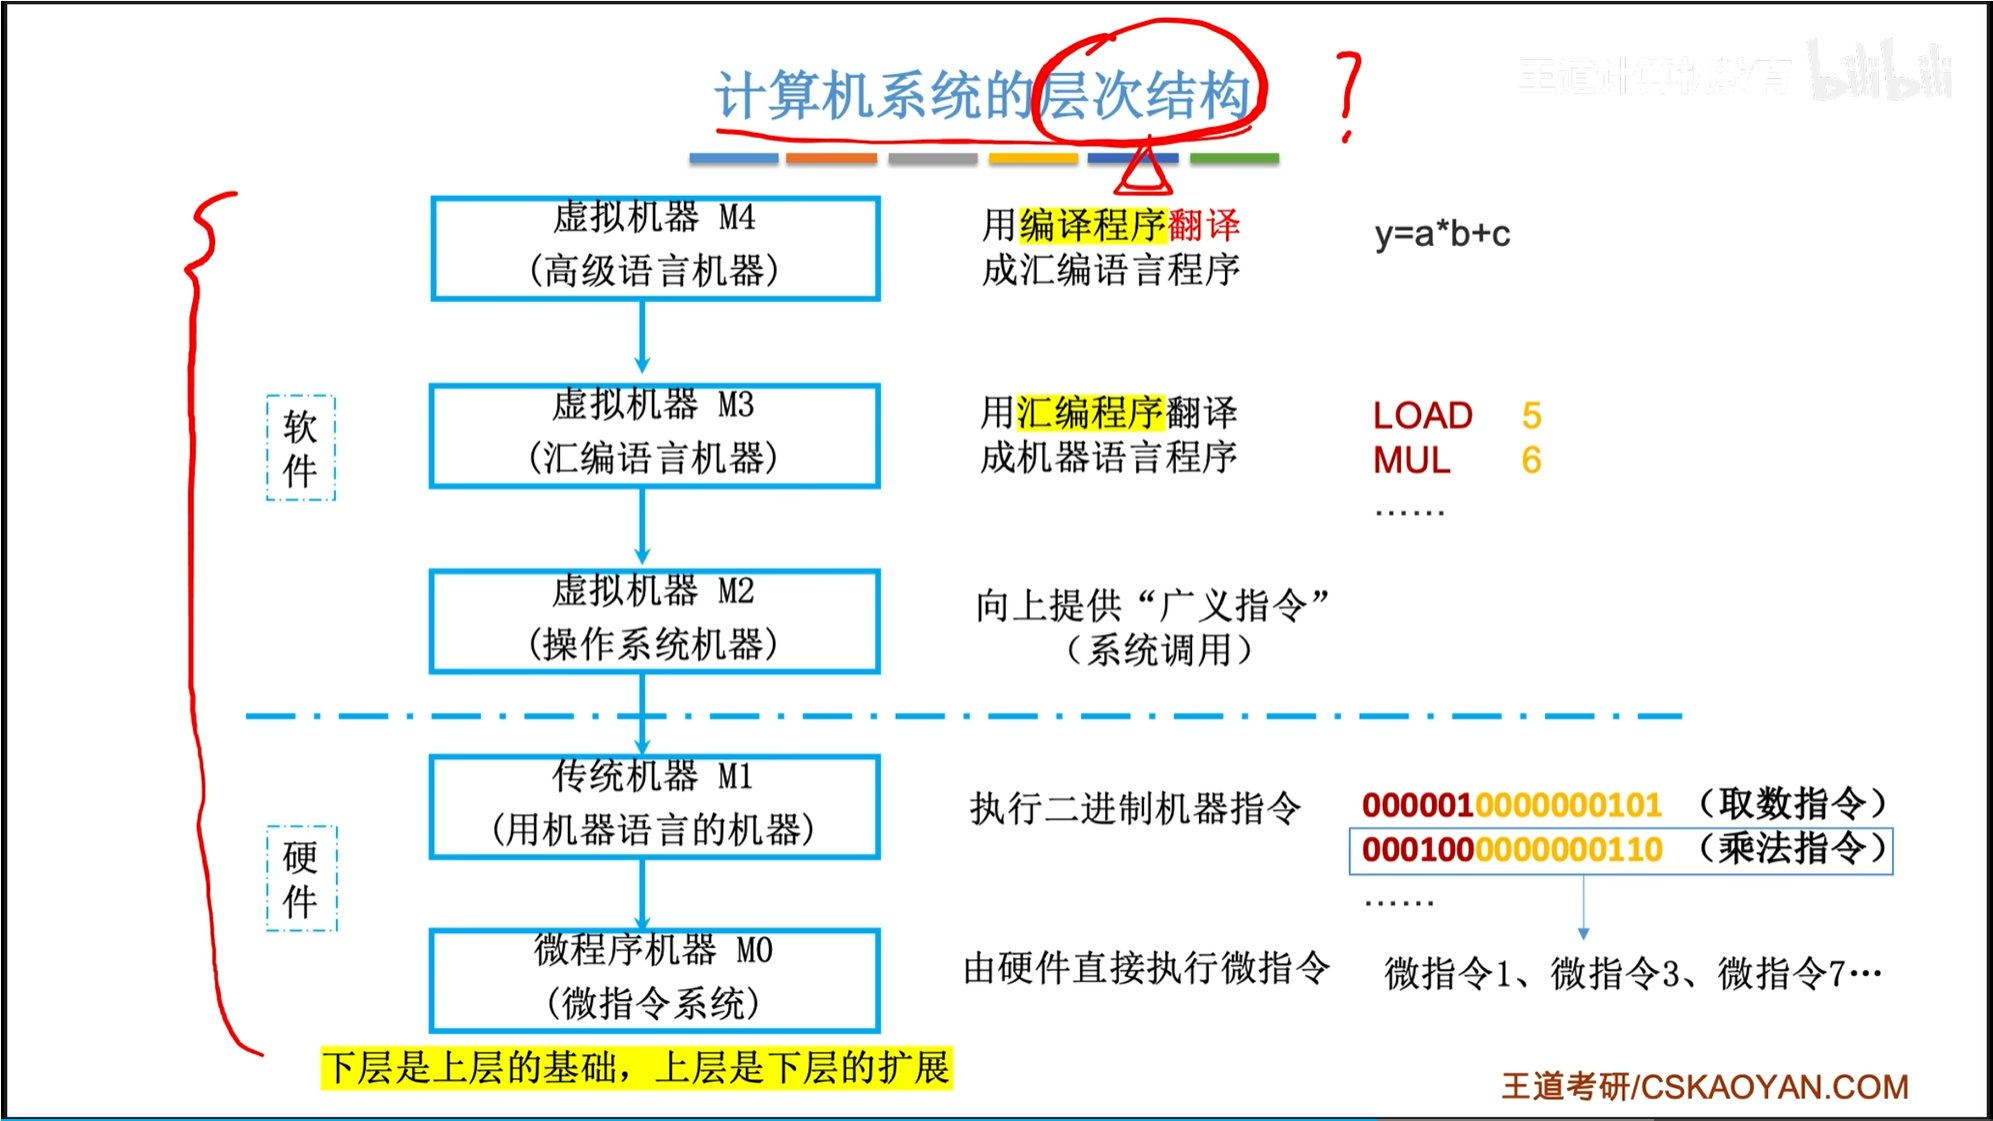 计算机系统的层次结构
?
王道计算机教育 bilibili
虚拟机器 M4
(高级语言机器)
用编译程序翻译
成汇编语言程序
y=a*b+c
软
件
虚拟机器 M3
(汇编语言机器)
用汇编程序翻译
成机器语言程序
LOAD 5
MUL 6
……
虚拟机器 M2
(操作系统机器)
向上提供“广义指令”
（系统调用）
硬
件
传统机器 M1
(用机器语言的机器)
执行二进制机器指令
0000010000000101 （取数指令）
0001000000000110 （乘法指令）
……
微程序机器 M0
(微指令系统)
由硬件直接执行微指令
微指令1、微指令3、微指令7…
下层是上层的基础，上层是下层的扩展
王道考研/CSKAOYAN.COM